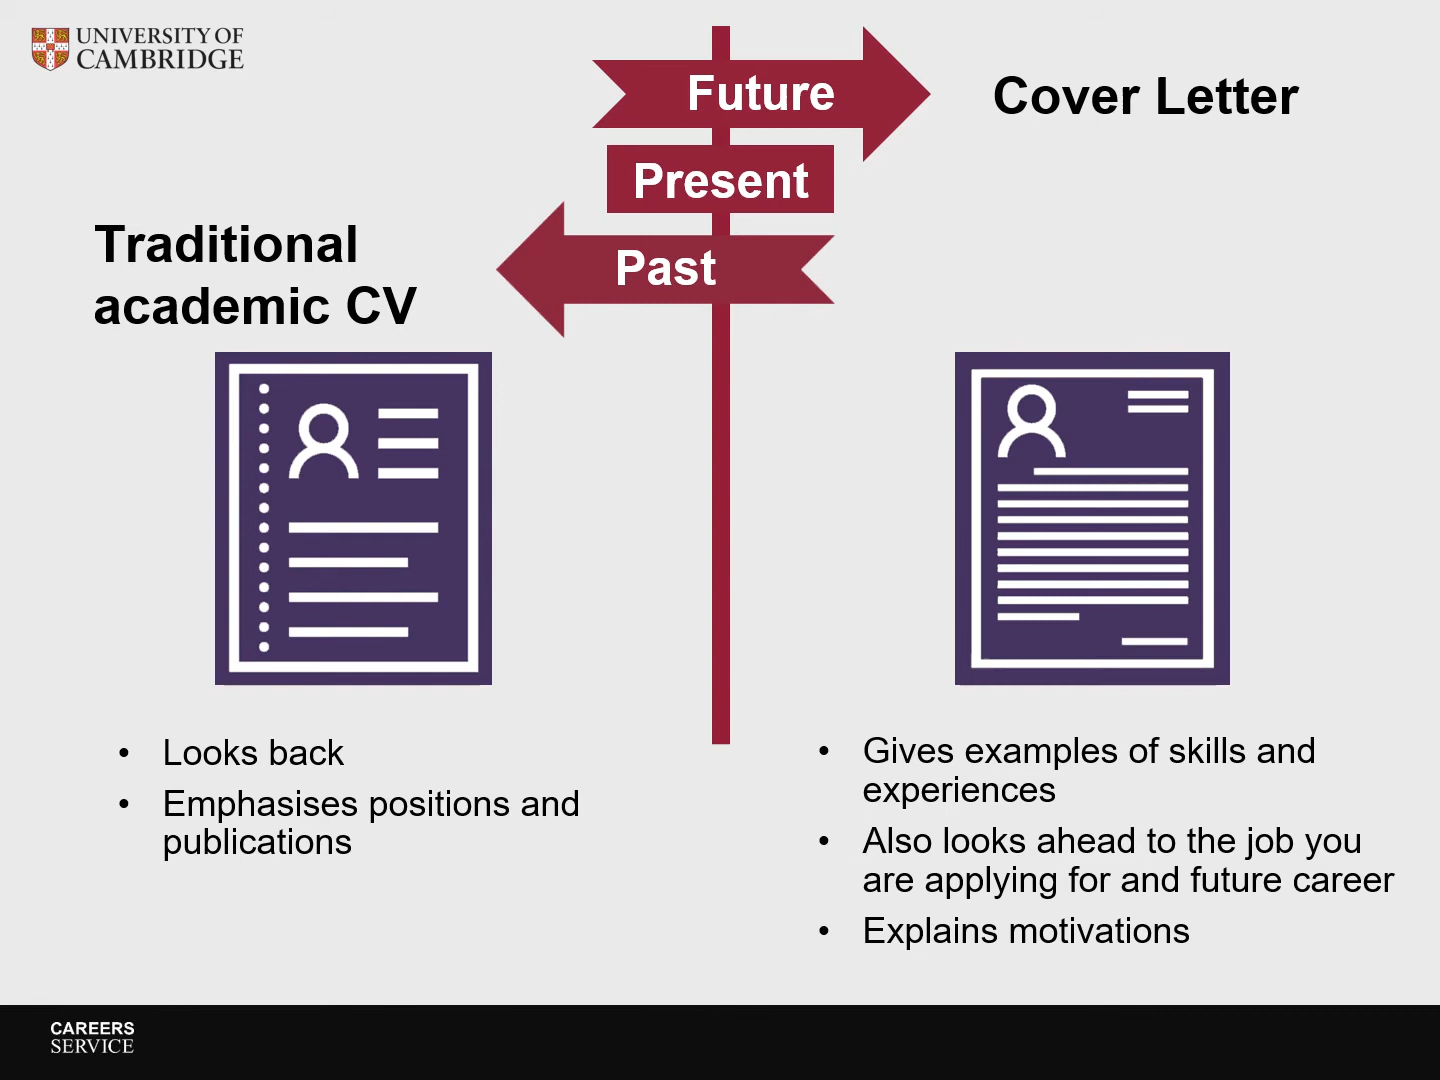 UNIVERSITY OF
CAMBRIDGE
Future
Cover Letter
Present
Past
Traditional
academic CV
• Looks back
• Emphasises positions and
publications
• Gives examples of skills and
experiences
• Also looks ahead to the job you
are applying for and future career
• Explains motivations
CAREERS
SERVICE